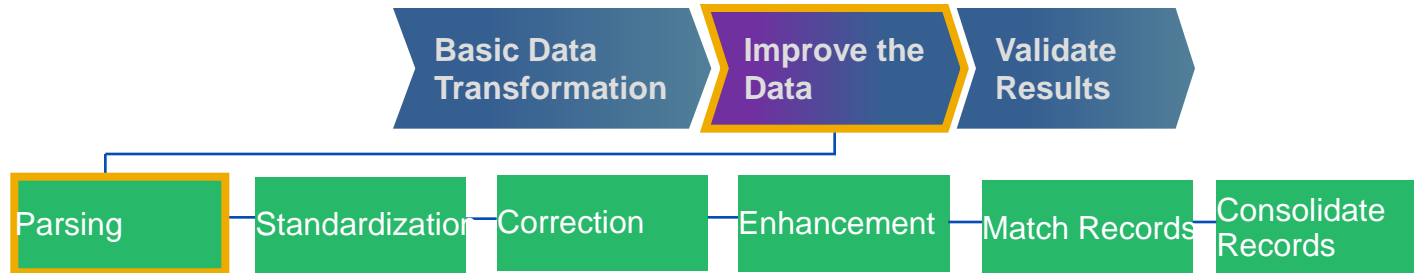 Basic Data
Transformation
Improve the
Data
Validate
Results
Parsing
Standardization
Correction
Enhancement
Match Records
Consolidate
Records